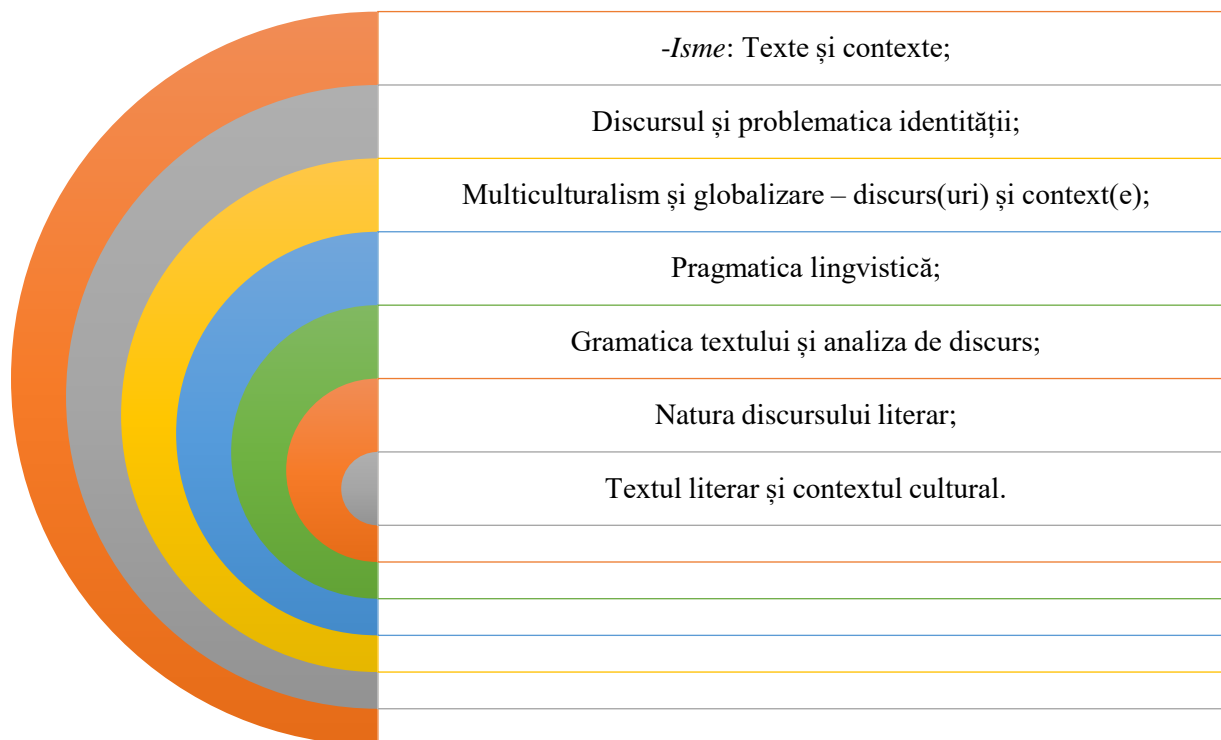 -Isme: Texte și contexte;
Discursul și problematica identității;
Multiculturalism și globalizare – discurs(uri) și context(e);
Pragmatica lingvistică;
Gramatica textului și analiza de discurs;
Natura discursului literar;
Textul literar și contextul cultural.